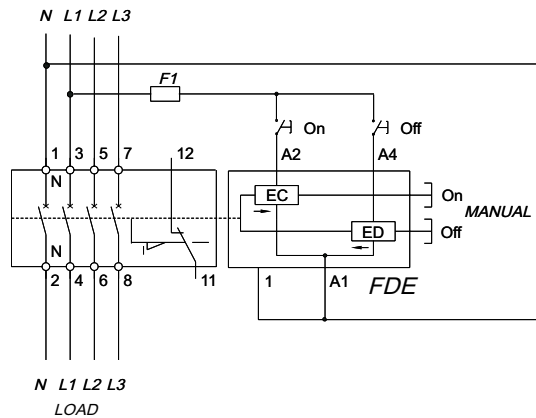 N L1 L2 L3
F1
On Off
1 3 5 7 12 A2 A4
N
EC On
MANUAL
ED Off
N
2 4 6 8 11 1 A1
FDE
N L1 L2 L3
LOAD